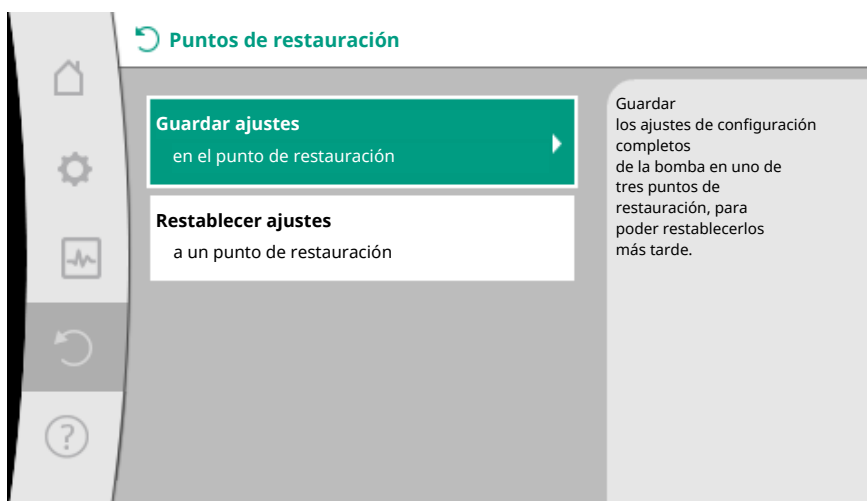 Puntos de restauración
Guardar ajustes
en el punto de restauración
Restablecer ajustes
a un punto de restauración
Guardar
los ajustes de configuración
completos
de la bomba en uno de
tres puntos de
restauración, para
poder restablecerlos
más tarde.
?